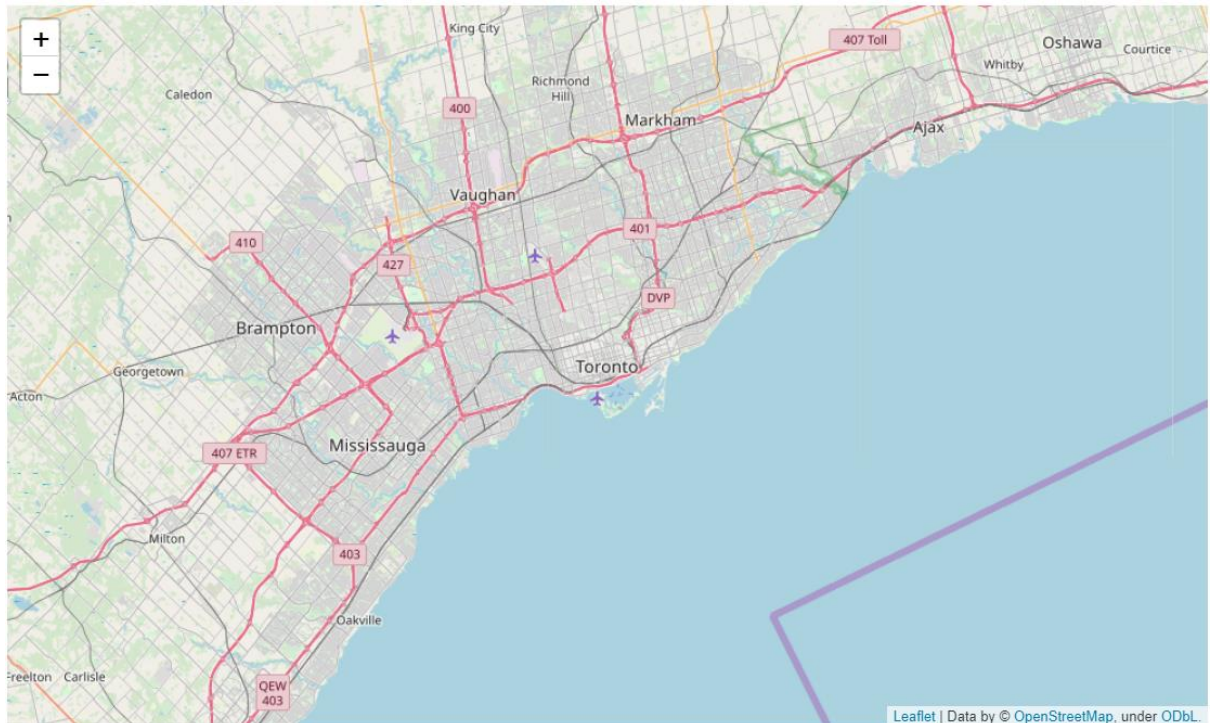 +
−
King City
407 Toll
Oshawa
Courtice
Whitby
Richmond
Hill
Caledon
400
Markham
Ajax
Vaughan
401
410
427
DVP
Brampton
Toronto
Georgetown
Acton
Mississauga
407 ETR
Milton
403
Oakville
Freelton
Carlisle
QEW
403
Leaflet | Data by © OpenStreetMap, under ODbL.